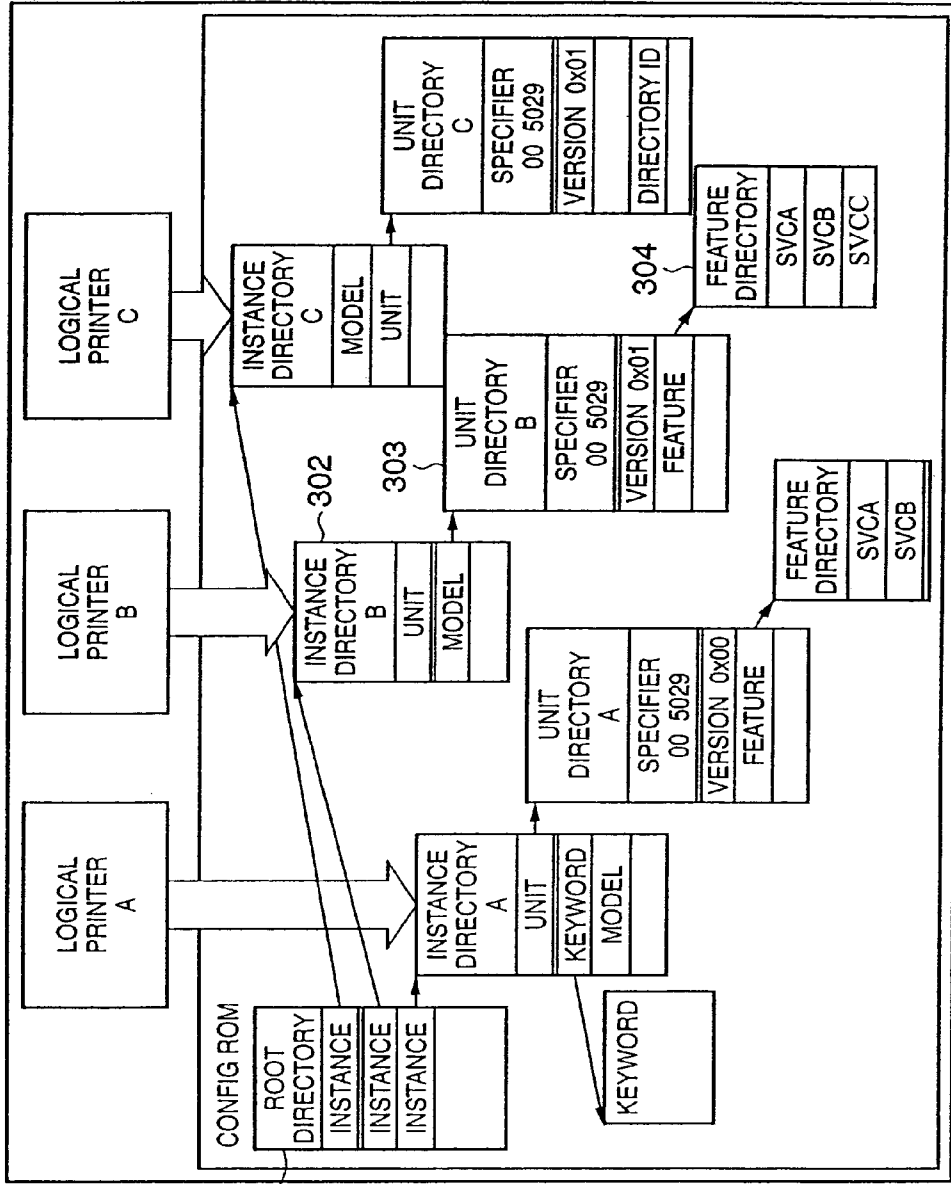 LOGICAL
PRINTER
A
LOGICAL
PRINTER
B
LOGICAL
PRINTER
C
CONFIG ROM
ROOT
DIRECTORY
INSTANCE
INSTANCE
INSTANCE
KEYWORD
INSTANCE
DIRECTORY
A
UNIT
KEYWORD
MODEL
UNIT
DIRECTORY
A
SPECIFIER
00 5029
VERSION 0x00
FEATURE
FEATURE
DIRECTORY
SVCA
SVCB
302
INSTANCE
DIRECTORY
B
UNIT
MODEL
303
UNIT
DIRECTORY
B
SPECIFIER
00 5029
VERSION 0x01
FEATURE
304
FEATURE
DIRECTORY
SVCA
SVCB
SVCC
INSTANCE
DIRECTORY
C
MODEL
UNIT
UNIT
DIRECTORY
C
SPECIFIER
00 5029
VERSION 0x01
DIRECTORY ID